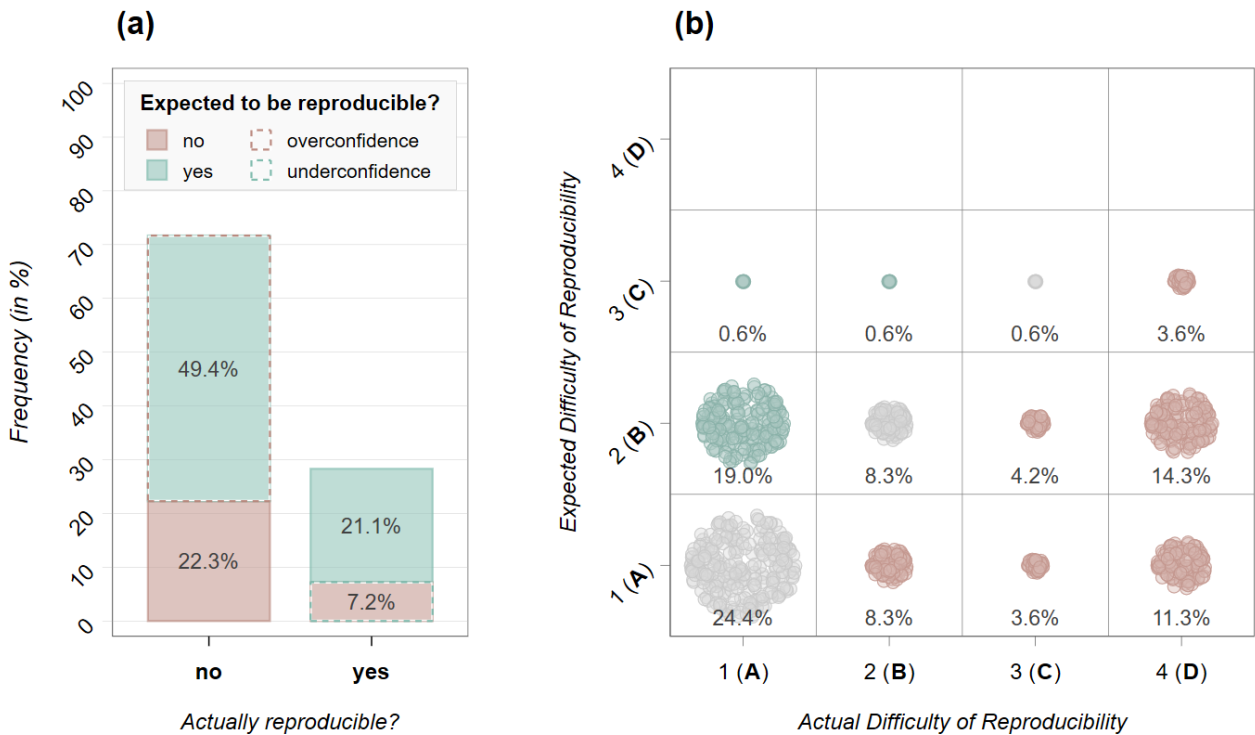 (a)
Expected to be reproducible?
no
overconfidence
yes
underconfidence
Frequency (in %)
100
90
80
70
60
50
40
30
20
10
0
49.4%
22.3%
21.1%
7.2%
no
yes
Actually reproducible?
(b)
Expected Difficulty of Reproducibility
4 (D)
3 (C)
2 (B)
1 (A)
0.6%
0.6%
0.6%
3.6%
19.0%
8.3%
4.2%
14.3%
24.4%
8.3%
3.6%
11.3%
1 (A)
2 (B)
3 (C)
4 (D)
Actual Difficulty of Reproducibility